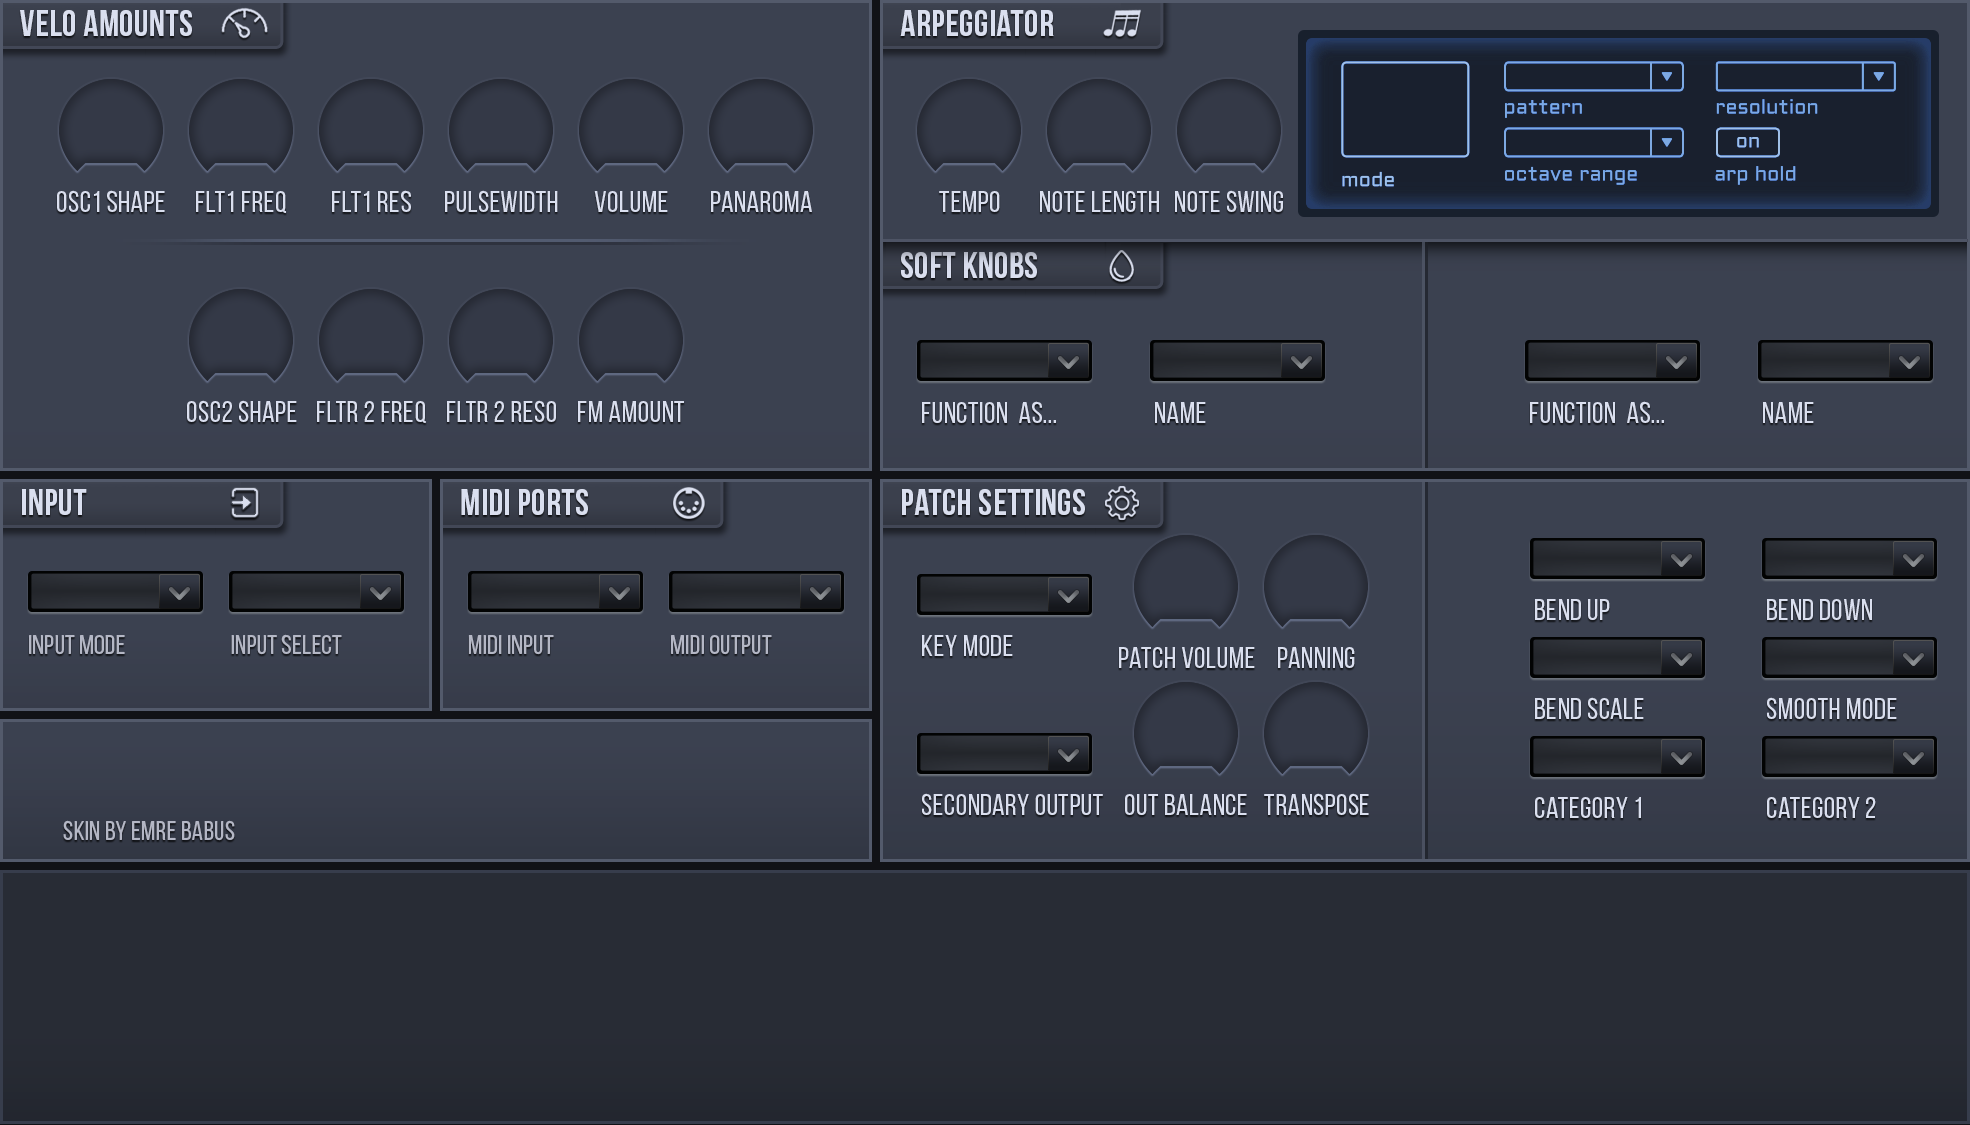 VELO AMOUNTS
OSC1 SHAPE FLT1 FREQ FLT1 RES PULSEWIDTH VOLUME PANAROMA
OSC2 SHAPE FLTR 2 FREQ FLTR 2 RESO FM AMOUNT
ARPEGGIATOR
TEMPO NOTE LENGTH NOTE SWING
mode
pattern
octave range
resolution
on
arp hold
SOFT KNOBS
FUNCTION AS... NAME
FUNCTION AS... NAME
INPUT
INPUT MODE INPUT SELECT
MIDI PORTS
MIDI INPUT MIDI OUTPUT
SKIN BY EMRE BABUS
PATCH SETTINGS
KEY MODE PATCH VOLUME PANNING
SECONDARY OUTPUT OUT BALANCE TRANSPOSE
BEND UP BEND DOWN
BEND SCALE SMOOTH MODE
CATEGORY 1 CATEGORY 2